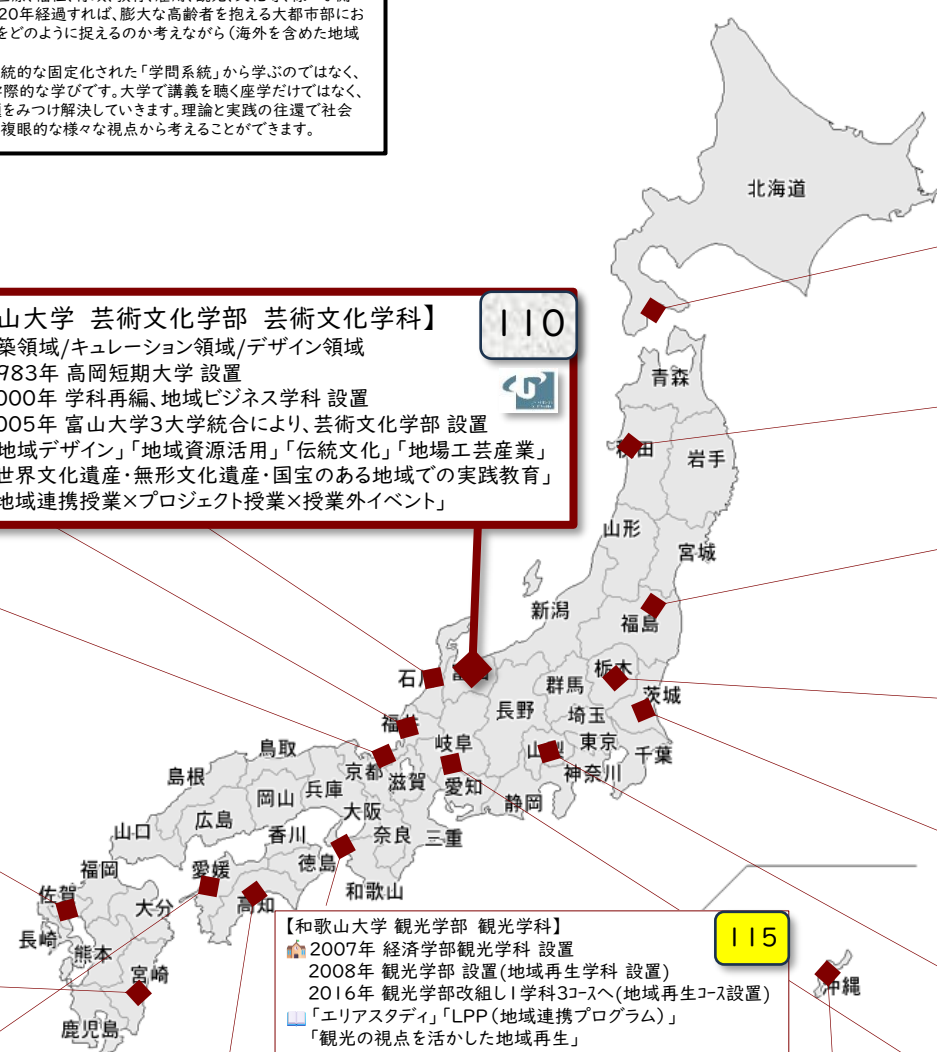 20年経過すれば、膨大な高齢者を抱える大都市部にお
をどのように捉えるのか考えながら(海外を含めた地域
統的な固定化された「学問系統」から学ぶのではなく、
際的な学びです。大学で講義を聴く座学だけではなく、
をみつけ解決していきます。理論と実践の往還で社会
複眼的な様々な視点から考えることができます。
北海道
山大学 芸術文化学部 芸術文化学科】
110
築領域/キュレーション領域/デザイン領域
983年 高岡短期大学 設置
000年 学科再編、地域ビジネス学科 設置
005年 富山大学3大学統合により、芸術文化学部 設置
地域デザイン」「地域資源活用」「伝統文化」「地場工芸産業」
世界文化遺産・無形文化遺産・国宝のある地域での実践教育」
地域連携授業×プロジェクト授業×授業外イベント」
青森
秋田
岩手
山形
宮城
新潟
福島
石川
栃木
群馬
茨城
長野
埼玉
福井
岐阜
山梨
東京
千葉
鳥取
京都
滋賀
愛知
神奈川
島根
兵庫
岡山
静岡
大阪
広島
山口
香川
奈良
三重
福岡
愛媛
徳島
和歌山
佐賀
大分
高知
長崎
熊本
宮崎
鹿児島
沖縄
【和歌山大学 観光学部 観光学科】
115
2007年 経済学部観光学科 設置
2008年 観光学部 設置(地域再生学科 設置)
2016年 観光学部改組し1学科3コースへ(地域再生コース設置)
「エリアスタディ」「LPP(地域連携プログラム)」
「観光の視点を活かした地域再生」